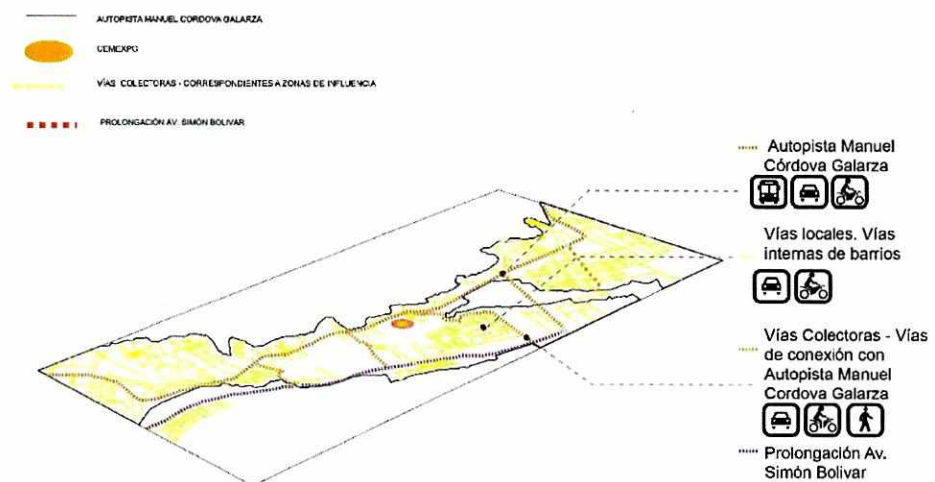 AUTOPISTA MANUEL CORDOVA GALARZA
CEMEXPG
VÍAS COLECTORAS - CORRESPONDIENTES A ZONAS DE INFLUENCIA
PROLONGACIÓN AV. SIMÓN BOLIVAR
Autopista Manuel
Córdova Galarza
Vías locales. Vías
internas de barrios
Vías Colectoras - Vías
de conexión con
Autopista Manuel
Cordova Galarza
Prolongación Av.
Simón Bolivar